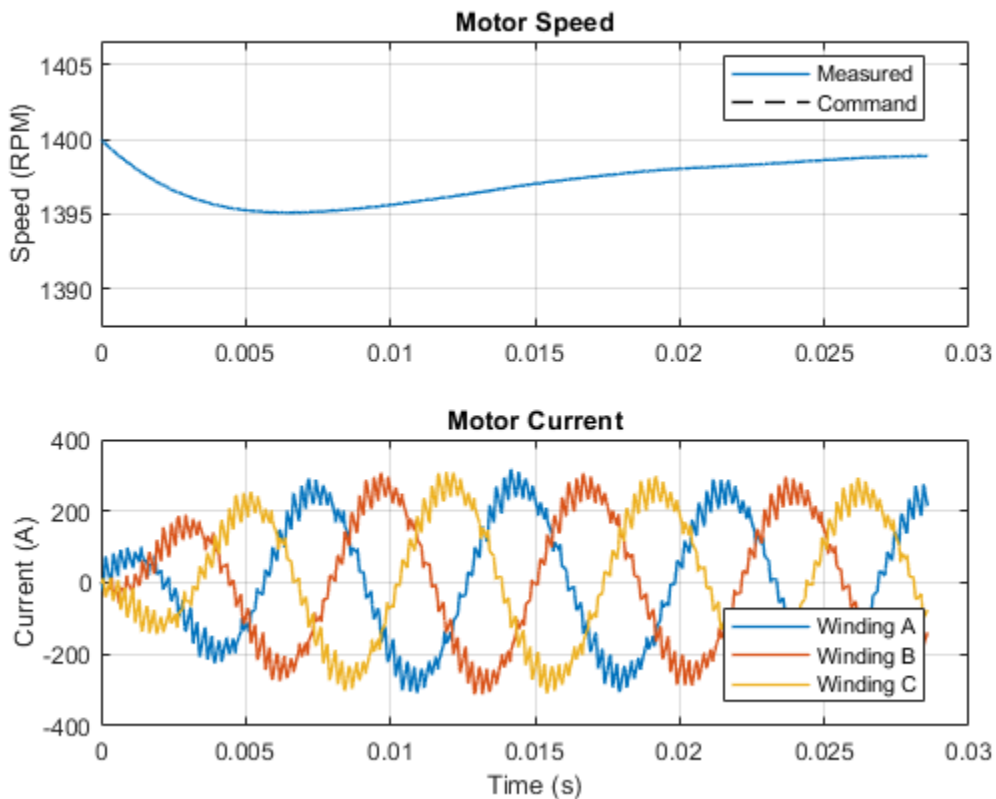 Motor Speed
Speed (RPM)
1405
1400
1395
1390
Measured
Command
0 0.005 0.01 0.015 0.02 0.025 0.03
Motor Current
Current (A)
400
200
0
-200
-400
Winding A
Winding B
Winding C
0 0.005 0.01 0.015 0.02 0.025 0.03
Time (s)